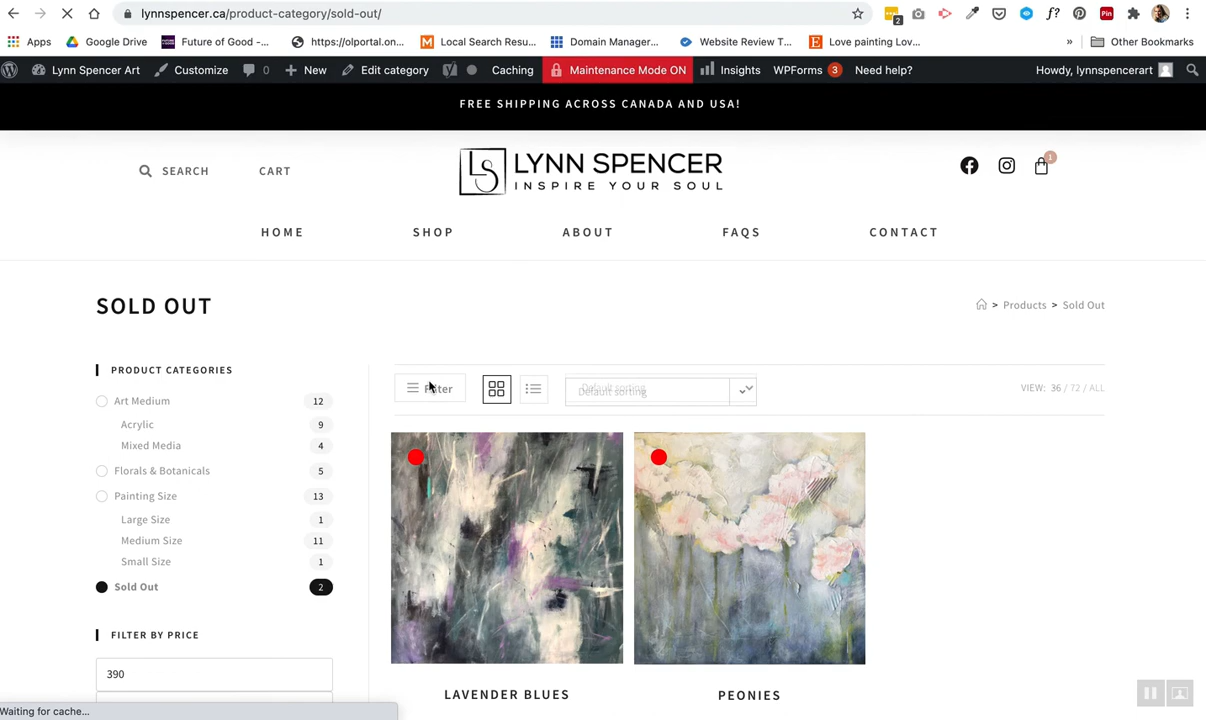 lynnspencer.ca/product-category/sold-out/
2
Apps
Google Drive
Future of Good -...
https://olportal.on...
Local Search Resu...
Domain Manager...
Website Review T...
Love painting Lov...
»
Other Bookmarks
Lynn Spencer Art
Customize
0
New
Edit category
Caching
Maintenance Mode ON
Insights
WPForms 3
Need help?
Howdy, lynnspencerart
FREE SHIPPING ACROSS CANADA AND USA!
SEARCH
CART
LS
LYNN SPENCER
INSPIRE YOUR SOUL
1
HOME
SHOP
ABOUT
FAQS
CONTACT
SOLD OUT
> Products > Sold Out
PRODUCT CATEGORIES
Filter
Default sorting
Default sorting
VIEW: 36 / 72 / ALL
Art Medium 12
Acrylic 9
Mixed Media 4
Florals & Botanicals 5
Painting Size 13
Large Size 1
Medium Size 11
Small Size 1
Sold Out 2
FILTER BY PRICE
390
LAVENDER BLUES
PEONIES
Waiting for cache...